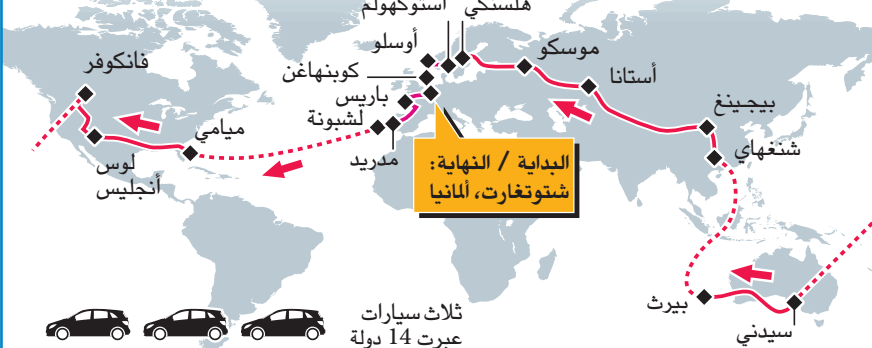 هلسنكي
استوكهولم
أوسلو
كوبنهاغن
باريس
لشبونة
مدريد
موسكو
أستانا
بيجينغ
شنغهاي
فانكوفر
لوس
أنجليس
ميامي
البداية / النهاية:
شتوتغارت، ألمانيا
بيرث
سيدني
ثلاث سيارات
عبرت 14 دولة